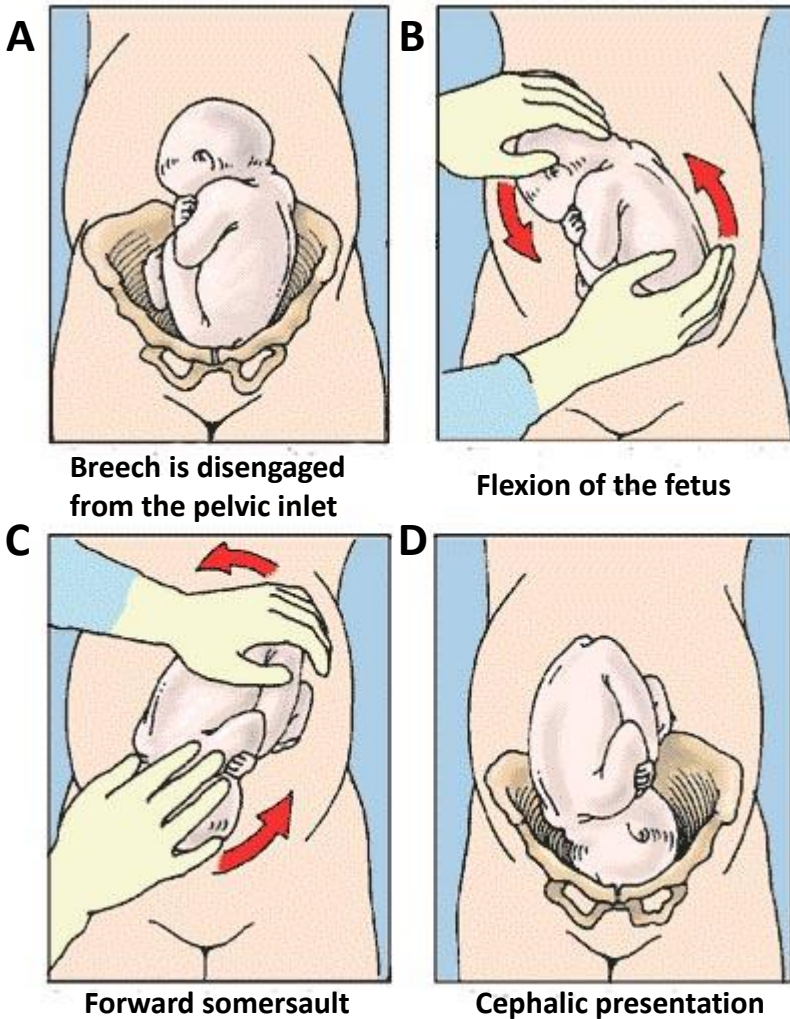 A
B
Breech is disengaged
from the pelvic inlet
Flexion of the fetus
C
D
Forward somersault
Cephalic presentation